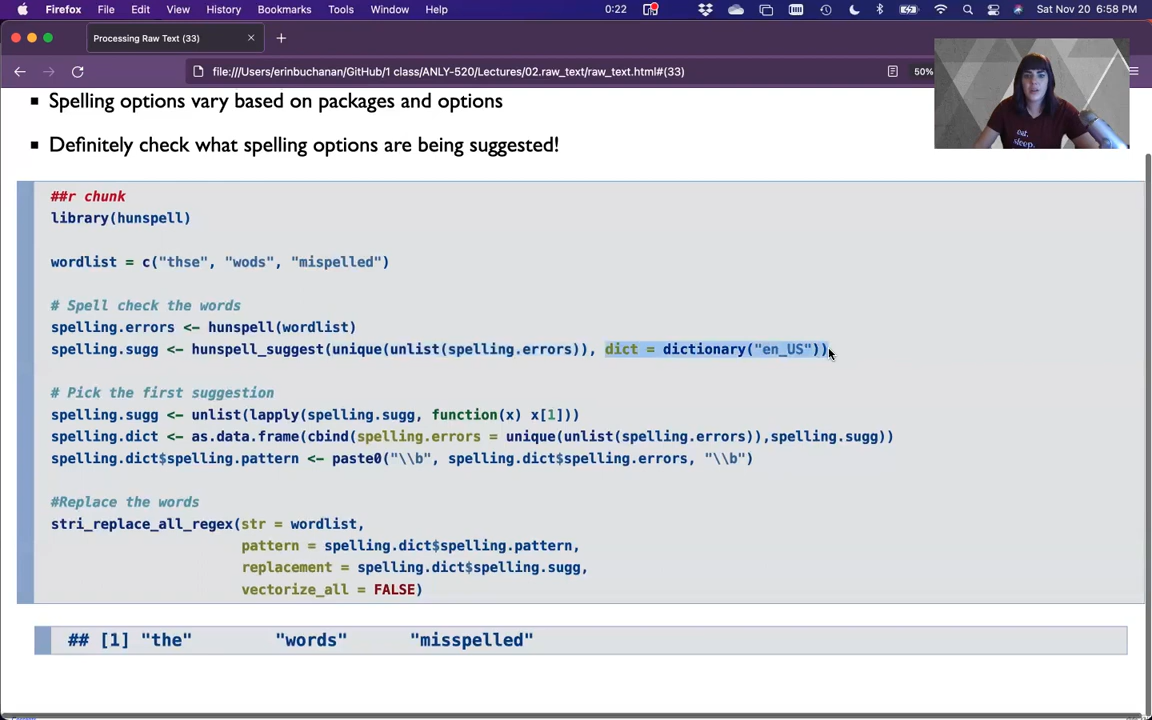 Firefox File Edit View History Bookmarks Tools Window Help 0:22 Sat Nov 20 6:58 PM
Processing Raw Text (33)
file:///Users/erinbuchanan/GitHub/1 class/ANLY-520/Lectures/02.raw_text/raw_text.html#(33) 50%
eat.
sleep.
Spelling options vary based on packages and options
Definitely check what spelling options are being suggested!
##r chunk
library(hunspell)
wordlist = c("thse", "wods", "mispelled")
# Spell check the words
spelling.errors <- hunspell(wordlist)
spelling.sugg <- hunspell_suggest(unique(unlist(spelling.errors)), dict = dictionary("en_US"))
# Pick the first suggestion
spelling.sugg <- unlist(lapply(spelling.sugg, function(x) x[1]))
spelling.dict <- as.data.frame(cbind(spelling.errors = unique(unlist(spelling.errors)),spelling.sugg))
spelling.dict$spelling.pattern <- paste0("\\b", spelling.dict$spelling.errors, "\\b")
#Replace the words
stri_replace_all_regex(str = wordlist,
pattern = spelling.dict$spelling.pattern,
replacement = spelling.dict$spelling.sugg,
vectorize_all = FALSE)
## [1] "the" "words" "misspelled"